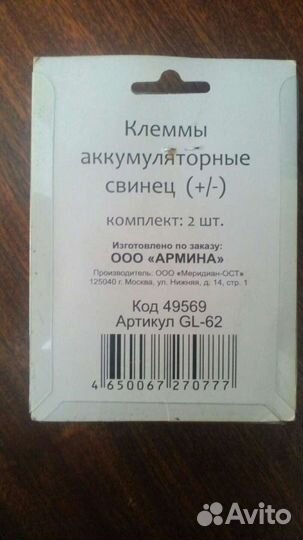 Клеммы
аккумуляторные
свинец (+/-)
комплект: 2 шт.
Изготовлено по заказу:
ООО «АРМИНА»
Производитель: ООО «Меридиан-ОСТ»
125040 г. Москва, ул. Нижняя, д. 14, стр. 1
Код 49569
Артикул GL-62
4 650067 270777
Avito